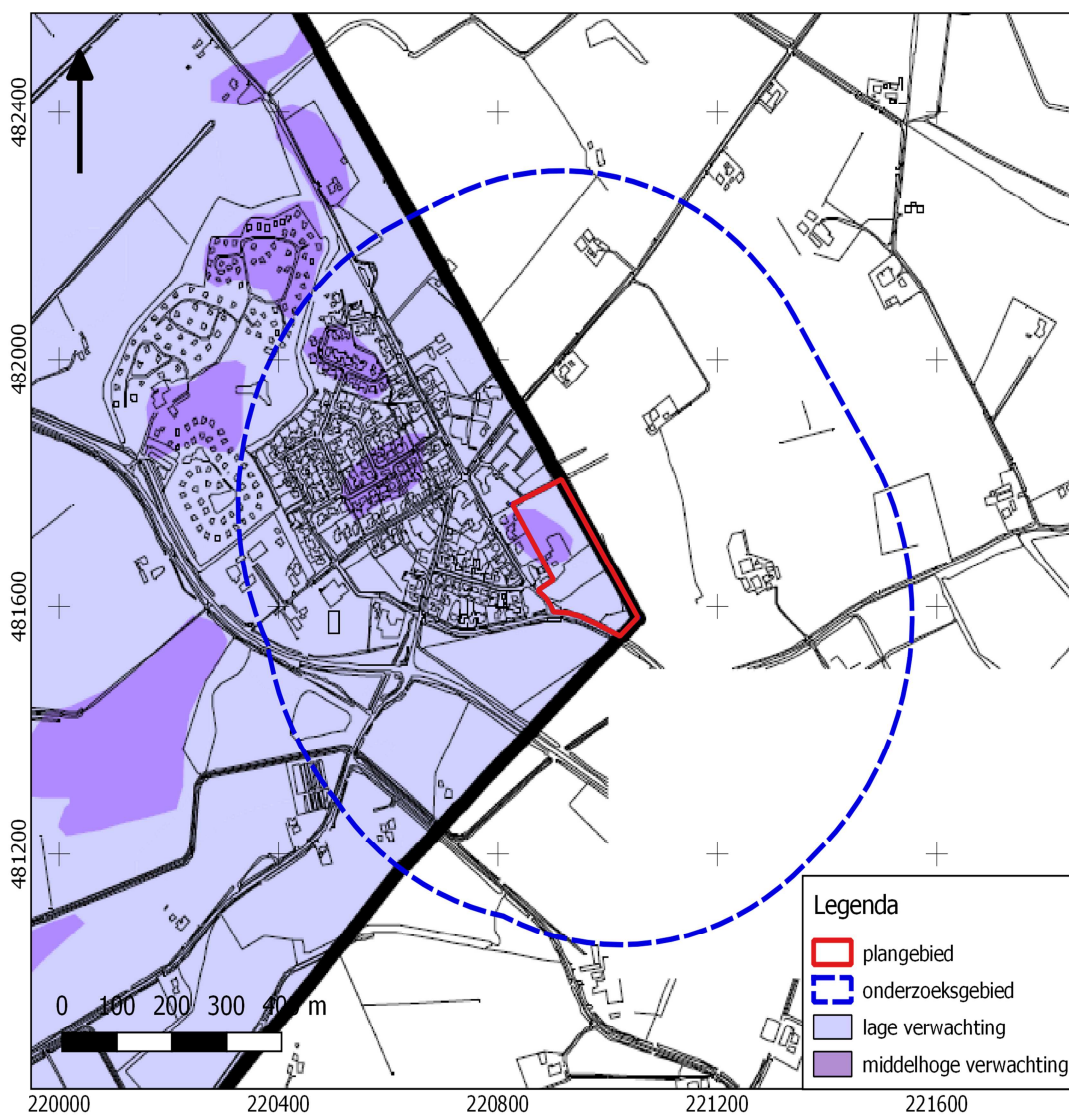 482400
482000
481600
481200
Legenda
plangebied
onderzoeksgebied
lage verwachting
middelhoge verwachting
0 100 200 300 400 m
220000 220400 220800 221200 221600